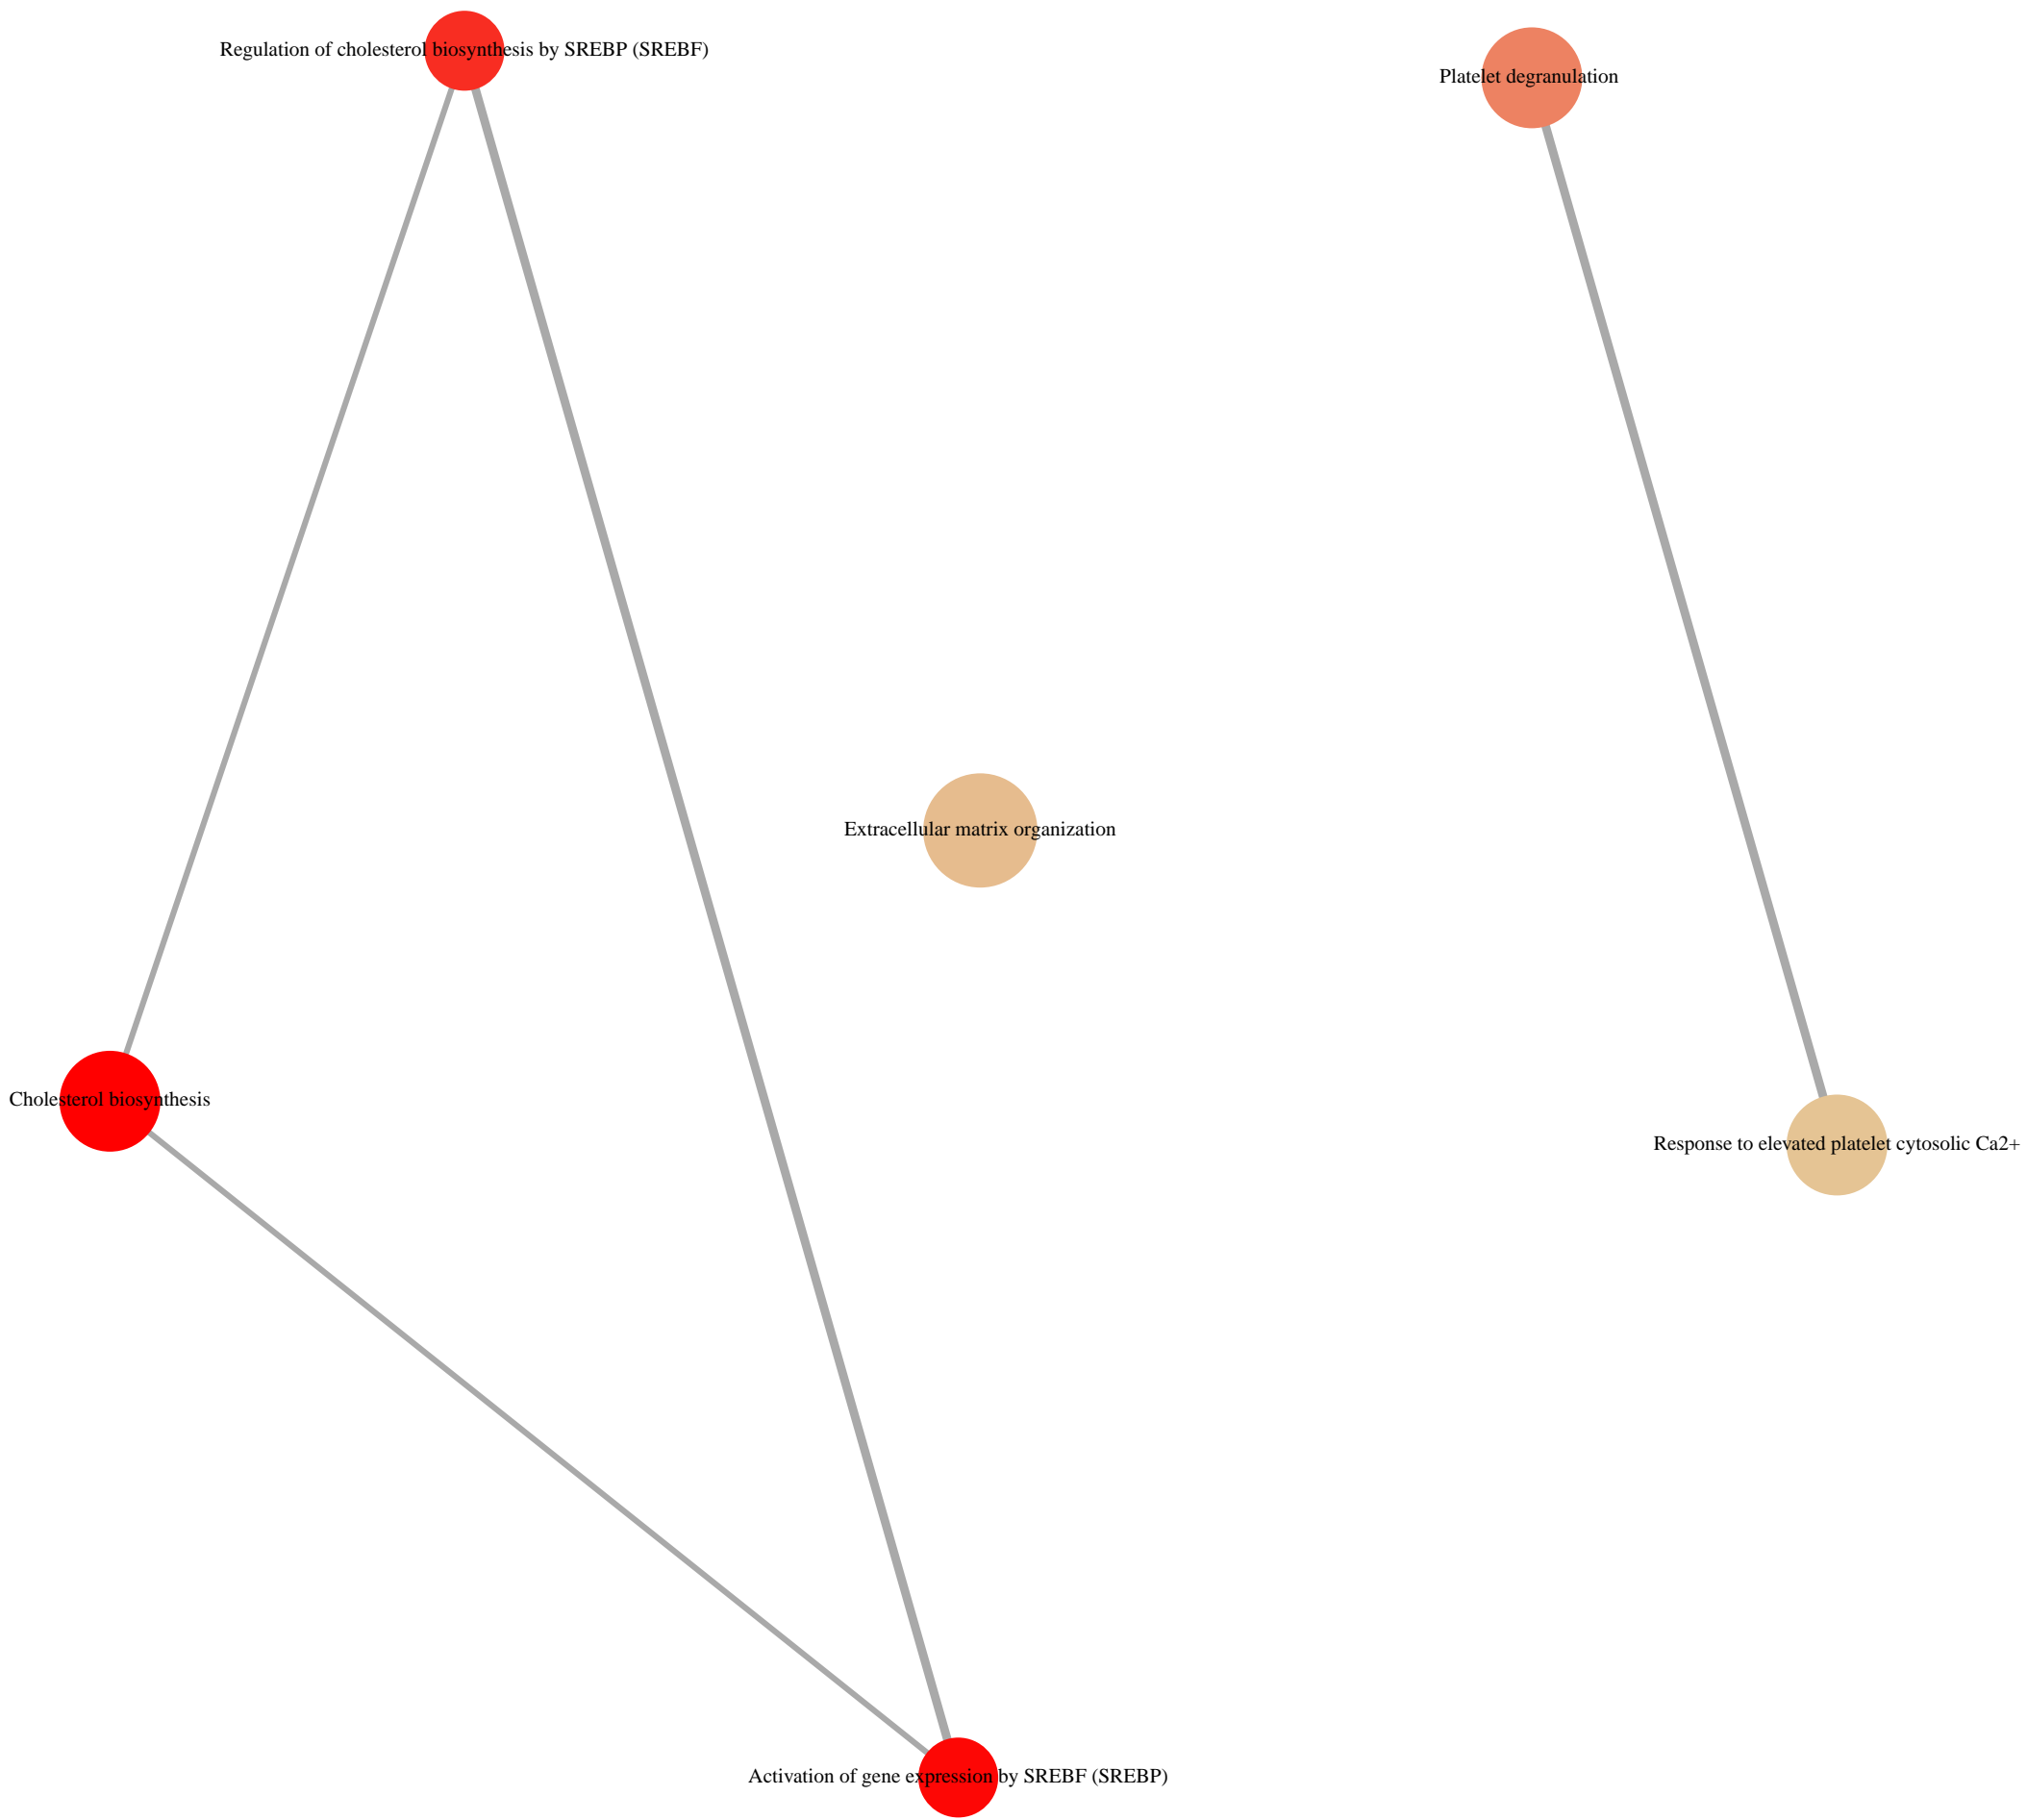 Regulation of cholesterol biosynthesis by SREBP (SREBF)
Platelet degranulation
Extracellular matrix organization
Cholesterol biosynthesis
Response to elevated platelet cytosolic Ca2+
Activation of gene expression by SREBF (SREBP)